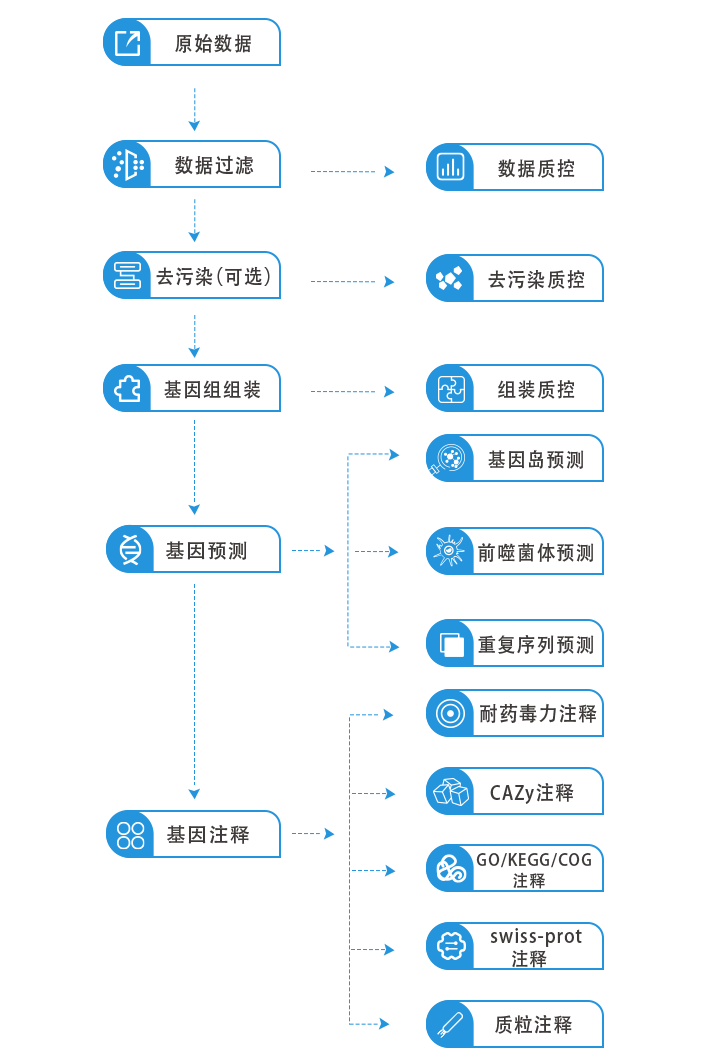 原始数据
数据过滤
数据质控
去污染(可选)
去污染质控
基因组组装
组装质控
基因岛预测
基因预测
前噬菌体预测
重复序列预测
耐药毒力注释
CAZy注释
基因注释
GO/KEGG/COG
注释
swiss-prot
注释
质粒注释